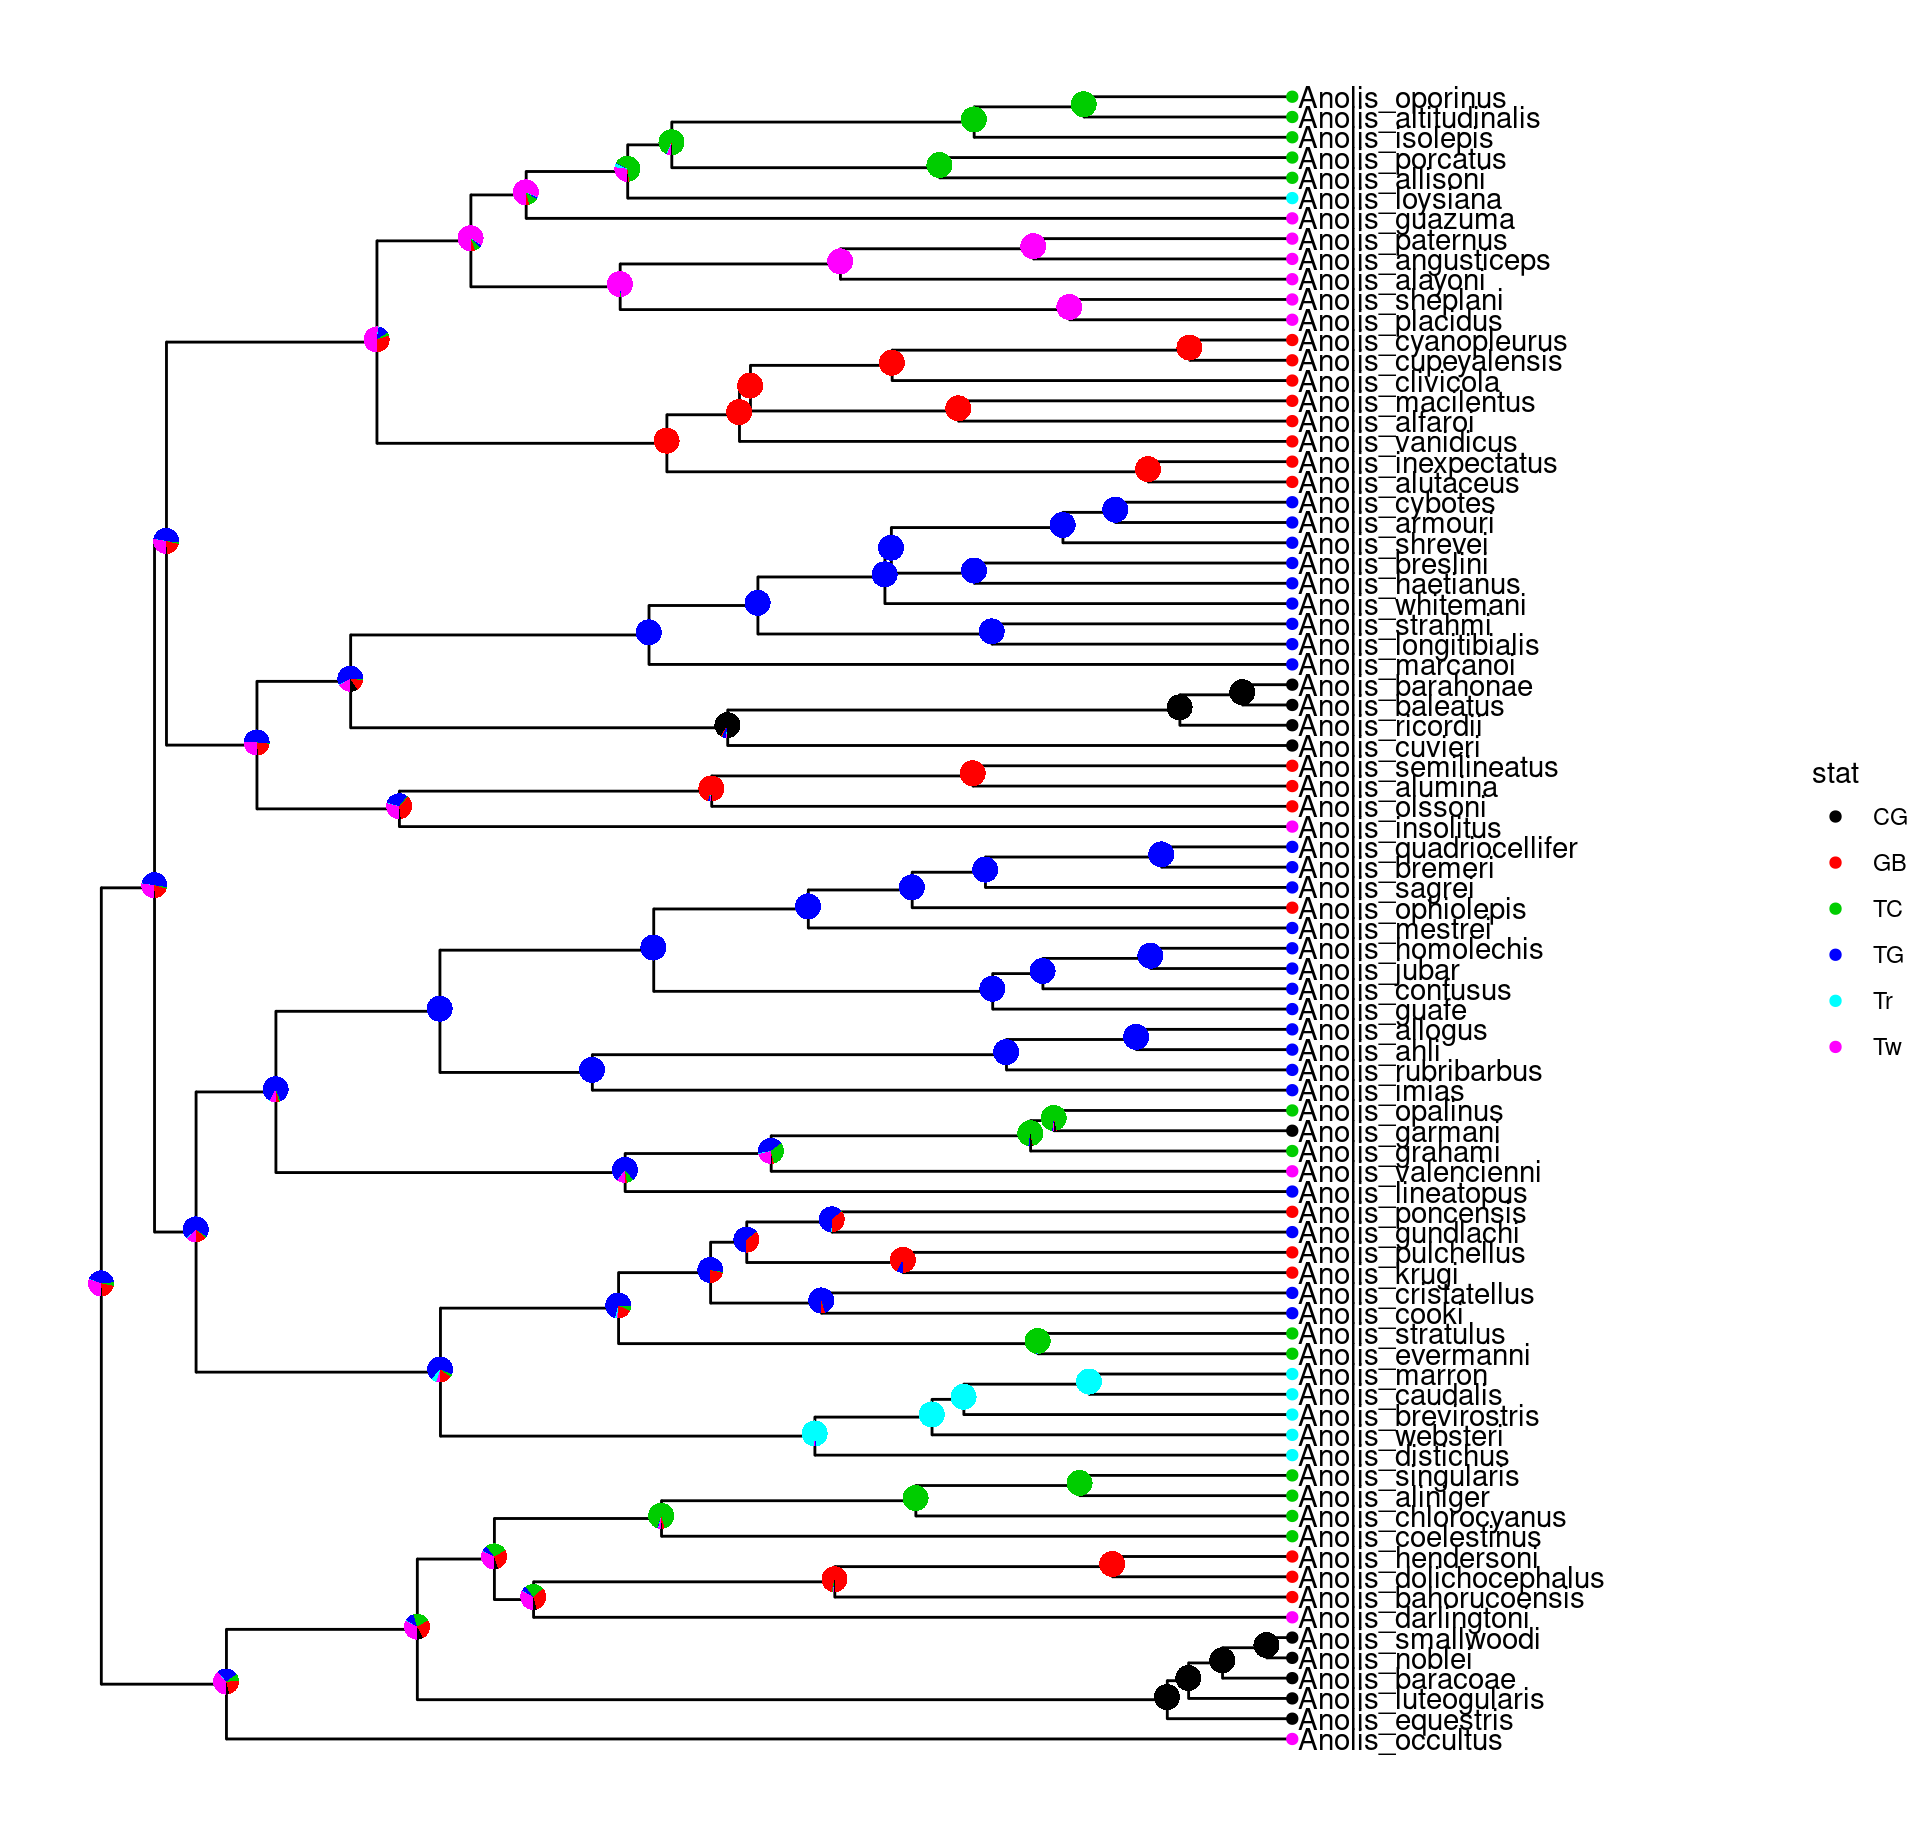 Anolis_oporinus
Anolis_altitudinalis
Anolis_isolepis
Anolis_porcatus
Anolis_allisoni
Anolis_loysiana
Anolis_guazuma
Anolis_paternus
Anolis_angusticeps
Anolis_alayoni
Anolis_sheplani
Anolis_placidus
Anolis_cyanopleurus
Anolis_cupeyalensis
Anolis_clivicola
Anolis_macilentus
Anolis_alfaroi
Anolis_vanidicus
Anolis_inexpectatus
Anolis_alutaceus
Anolis_cybotes
Anolis_armouri
Anolis_shrevei
Anolis_breslini
Anolis_haetianus
Anolis_whitemani
Anolis_strahmi
Anolis_longitibialis
Anolis_marcanoi
Anolis_barahonae
Anolis_baleatus
Anolis_ricordii
Anolis_cuvieri
Anolis_semilineatus
Anolis_alumina
Anolis_olssoni
Anolis_insolitus
Anolis_quadriocellifer
Anolis_bremeri
Anolis_sagrei
Anolis_ophiolepis
Anolis_mestrei
Anolis_homolechis
Anolis_jubar
Anolis_confusus
Anolis_guafe
Anolis_allogus
Anolis_ahli
Anolis_rubribarbus
Anolis_imias
Anolis_opalinus
Anolis_garmani
Anolis_grahami
Anolis_valencienni
Anolis_lineatopus
Anolis_poncensis
Anolis_gundlachi
Anolis_pulchellus
Anolis_krugi
Anolis_cristatellus
Anolis_cooki
Anolis_stratulus
Anolis_evermanni
Anolis_marron
Anolis_caudalis
Anolis_brevirostris
Anolis_websteri
Anolis_distichus
Anolis_singularis
Anolis_aliniger
Anolis_chlorocyanus
Anolis_coelestinus
Anolis_hendersoni
Anolis_dolichocephalus
Anolis_bahorucoensis
Anolis_darlingtoni
Anolis_smallwoodi
Anolis_noblei
Anolis_baracoae
Anolis_luteogularis
Anolis_equestris
Anolis_occultus
stat
CG
GB
TC
TG
Tr
Tw